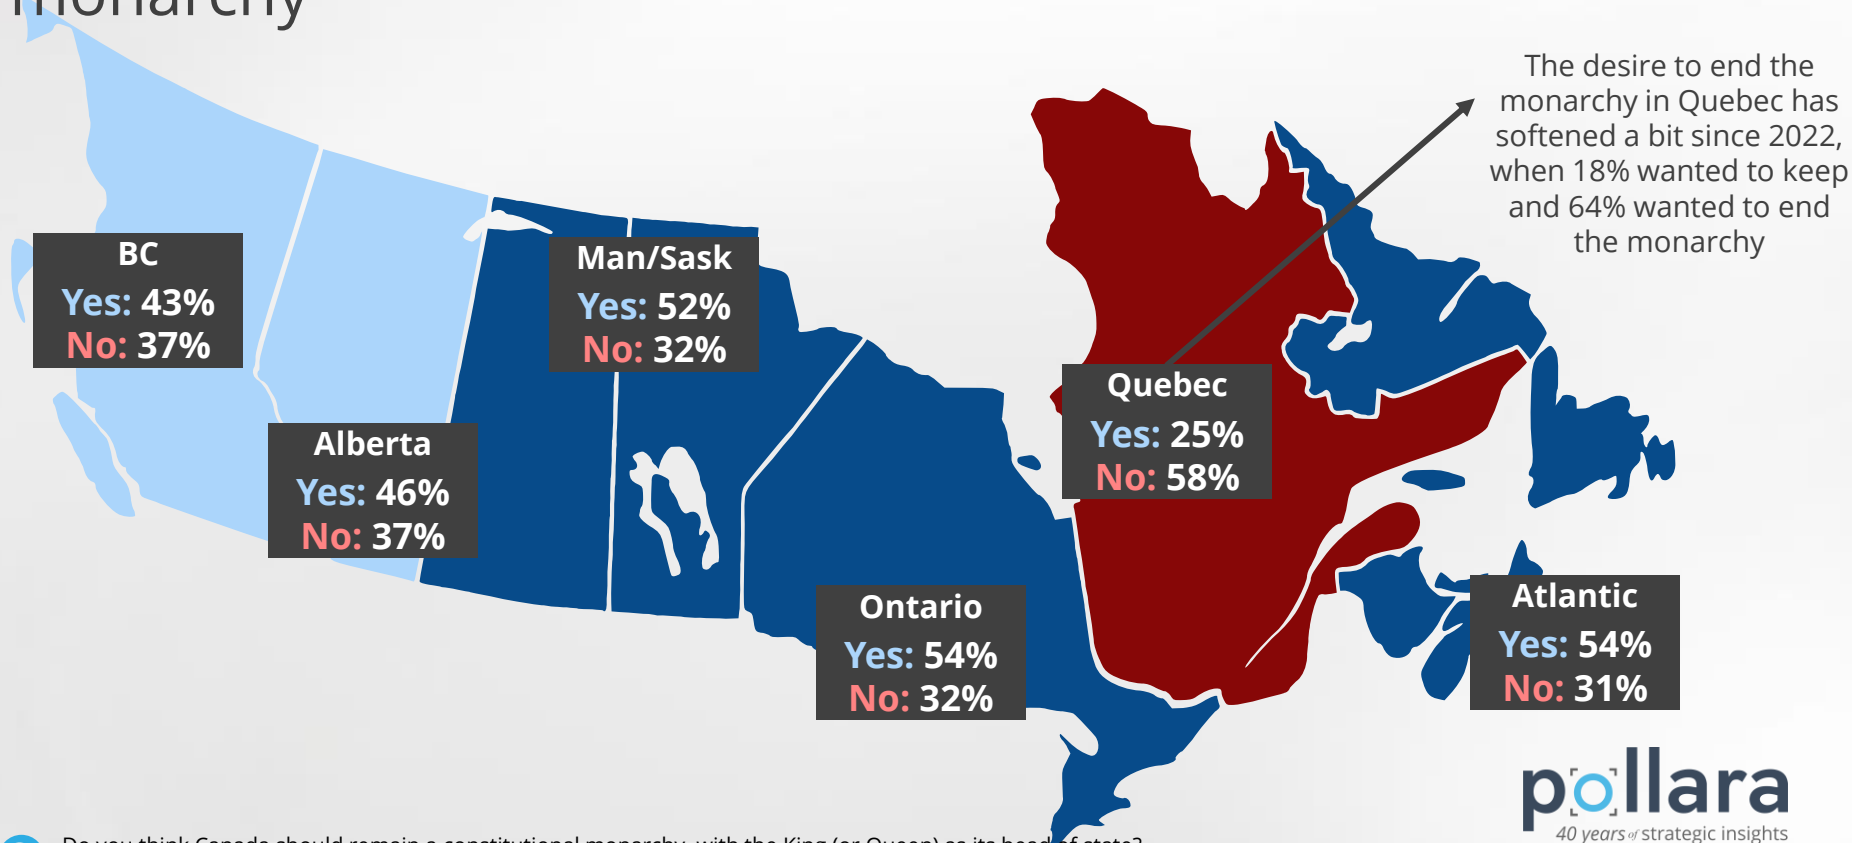 monarchy
The desire to end the
monarchy in Quebec has
softened a bit since 2022,
when 18% wanted to keep
and 64% wanted to end
the monarchy
BC
Yes: 43%
No: 37%
Man/Sask
Yes: 52%
No: 32%
Quebec
Yes: 25%
No: 58%
Alberta
Yes: 46%
No: 37%
Ontario
Yes: 54%
No: 32%
Atlantic
Yes: 54%
No: 31%
pollara
40 years of strategic insights
Do you think Canada should remain a constitutional monarchy, with the King (or Queen) as its head of state?